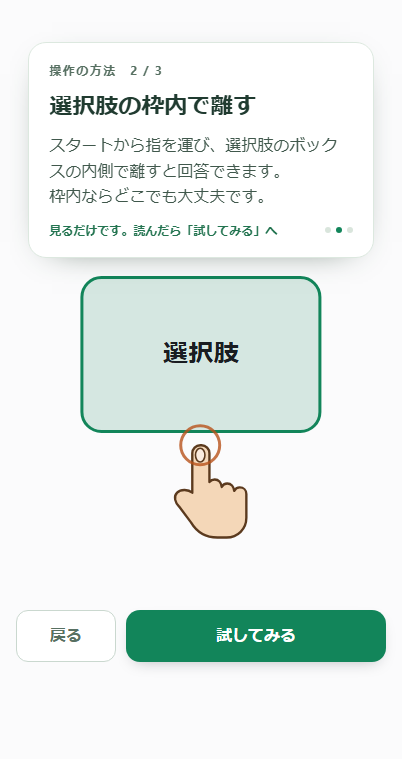 操作の方法 2 / 3
選択肢の枠内で離す
スタートから指を運び、選択肢のボック
スの内側で離すと回答できます。
枠内ならどこでも大丈夫です。
見るだけです。読んだら「試してみる」へ
選択肢
戻る
試してみる